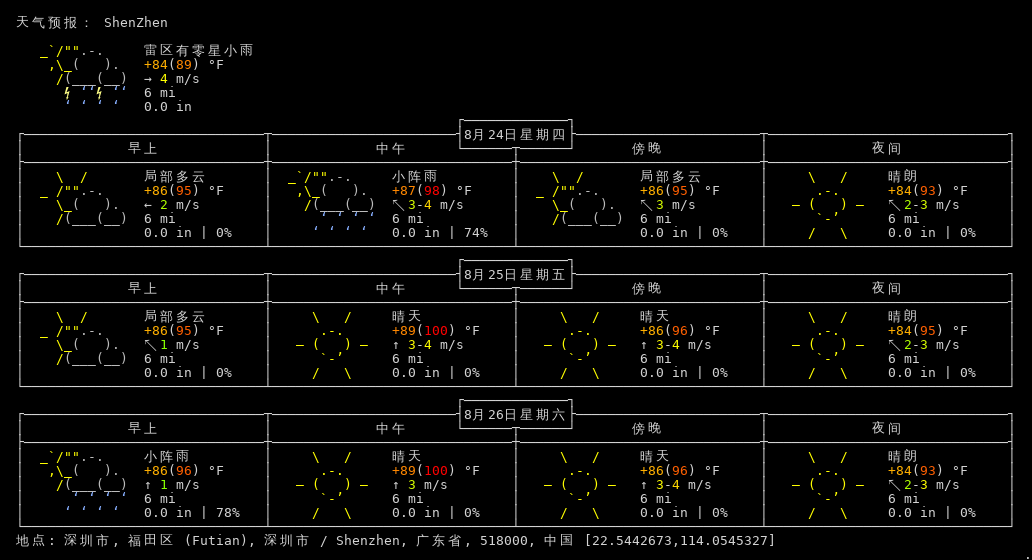 天气预报： ShenZhen
雷区有零星小雨
+84(89) °F
→ 4 m/s
6 mi
0.0 in
8月24日星期四
早上 中午 傍晚 夜间
局部多云 小阵雨 局部多云 晴朗
+86(95) °F +87(98) °F +86(95) °F +84(93) °F
← 2 m/s ↖ 3-4 m/s ↖ 3 m/s ↖ 2-3 m/s
6 mi 6 mi 6 mi 6 mi
0.0 in | 0% 0.0 in | 74% 0.0 in | 0% 0.0 in | 0%
8月25日星期五
早上 中午 傍晚 夜间
局部多云 晴天 晴天 晴朗
+86(95) °F +89(100) °F +86(96) °F +84(95) °F
↖ 1 m/s ↑ 3-4 m/s ↑ 3-4 m/s ↖ 2-3 m/s
6 mi 6 mi 6 mi 6 mi
0.0 in | 0% 0.0 in | 0% 0.0 in | 0% 0.0 in | 0%
8月26日星期六
早上 中午 傍晚 夜间
小阵雨 晴天 晴天 晴朗
+86(96) °F +89(100) °F +86(96) °F +84(93) °F
↑ 1 m/s ↑ 3 m/s ↑ 3-4 m/s ↖ 2-3 m/s
6 mi 6 mi 6 mi 6 mi
0.0 in | 78% 0.0 in | 0% 0.0 in | 0% 0.0 in | 0%
地点: 深圳市, 福田区 (Futian), 深圳市 / Shenzhen, 广东省, 518000, 中国 [22.5442673,114.0545327]